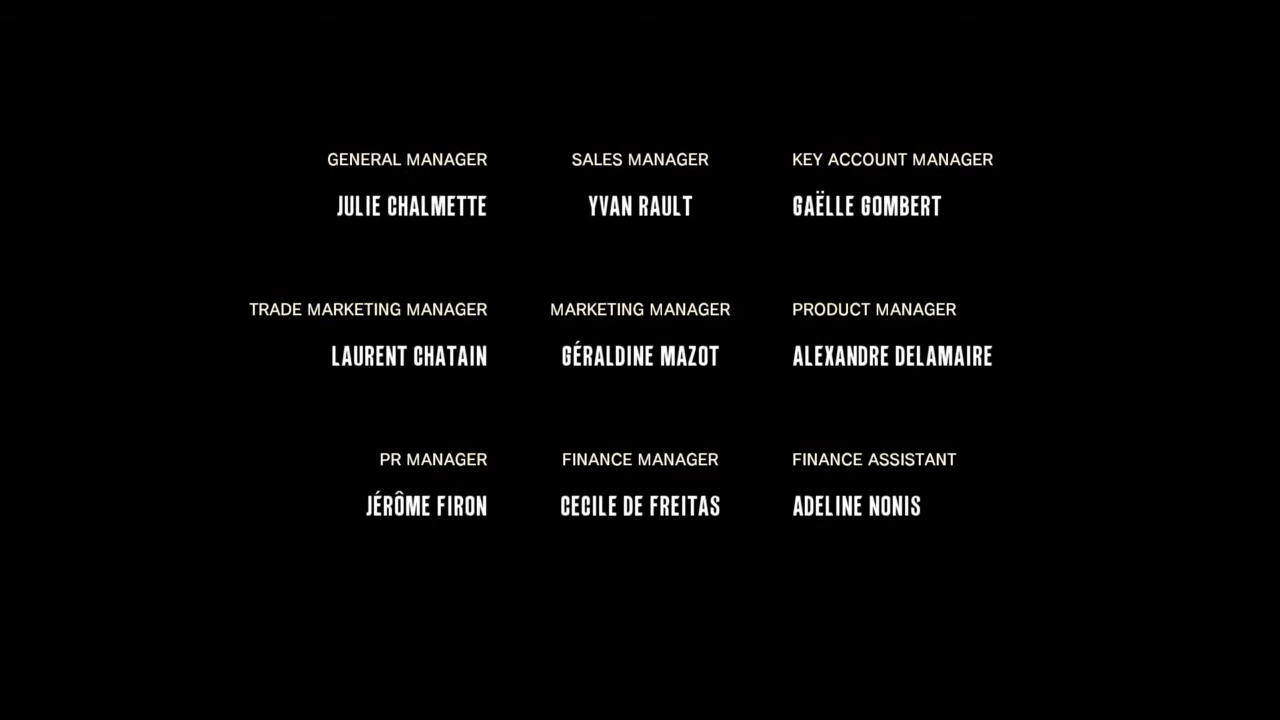 GENERAL MANAGER
JULIE CHALMETTE
SALES MANAGER
YVAN RAULT
KEY ACCOUNT MANAGER
GAËLLE GOMBERT
TRADE MARKETING MANAGER
LAURENT CHATAIN
MARKETING MANAGER
GÉRALDINE MAZOT
PRODUCT MANAGER
ALEXANDRE DELAMAIRE
PR MANAGER
JÉRÔME FIRON
FINANCE MANAGER
CECILE DE FREITAS
FINANCE ASSISTANT
ADELINE NONIS